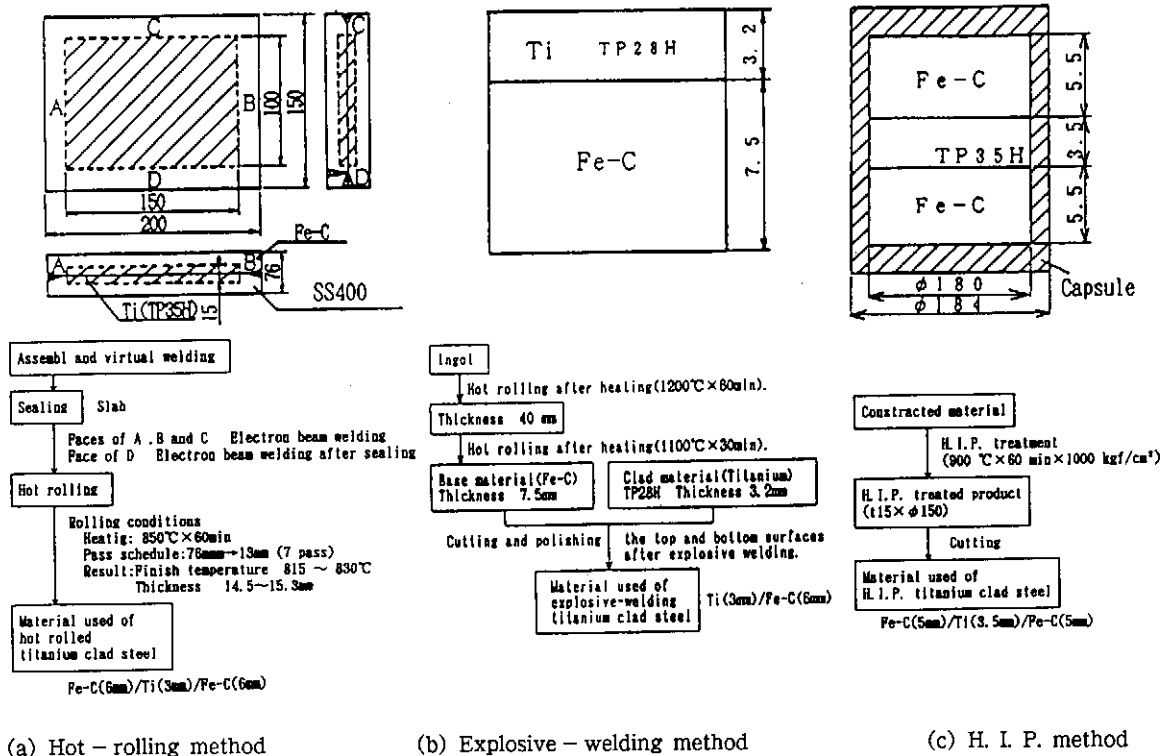 C
A
B
D
100
150
150
200
C
D
Fe-C
A
B
76
SS400
Ti(TP35H)
15
Assembl and virtual welding
Sealing Slab
Paces of A .B and C Electron beam welding
Pace of D Electron beam welding after sealing
Hot rolling
Rolling conditions
Heatig: 850℃×60min
Pass schedule:76mm→13mm (7 pass)
Result:Finish temperature 815 ~ 830℃
Thickness 14.5~15.3mm
Material used of
hot rolled
titanium clad steel
Fe-C(6mm)/Ti(3mm)/Fe-C(6mm)
(a) Hot – rolling method
Ti TP28H
3.2
Fe-C
7.5
Ingot
Hot rolling after heating(1200℃×60min).
Thickness 40 mm
Hot rolling after heating(1100℃×30min).
Base material(Fe-C)
Thickness 7.5mm
Clad material(Titanium)
TP28H Thickness 3.2mm
Cutting and polishing the top and bottom surfaces
after explosive welding.
Material used of
explosive-welding
titanium clad steel
Ti(3mm)/Fe-C(6mm)
(b) Explosive – welding method
Fe-C
5.5
TP35H
3.5
Fe-C
5.5
φ180
φ184
Capsule
Constracted material
H.I.P. treatment
(900 ℃×60 min×1000 kgf/cm²)
H.I.P. treated product
(t15×φ150)
Cutting
Material used of
H.I.P. titanium clad steel
Fe-C(5mm)/Ti(3.5mm)/Fe-C(5mm)
(c) H. I. P. method